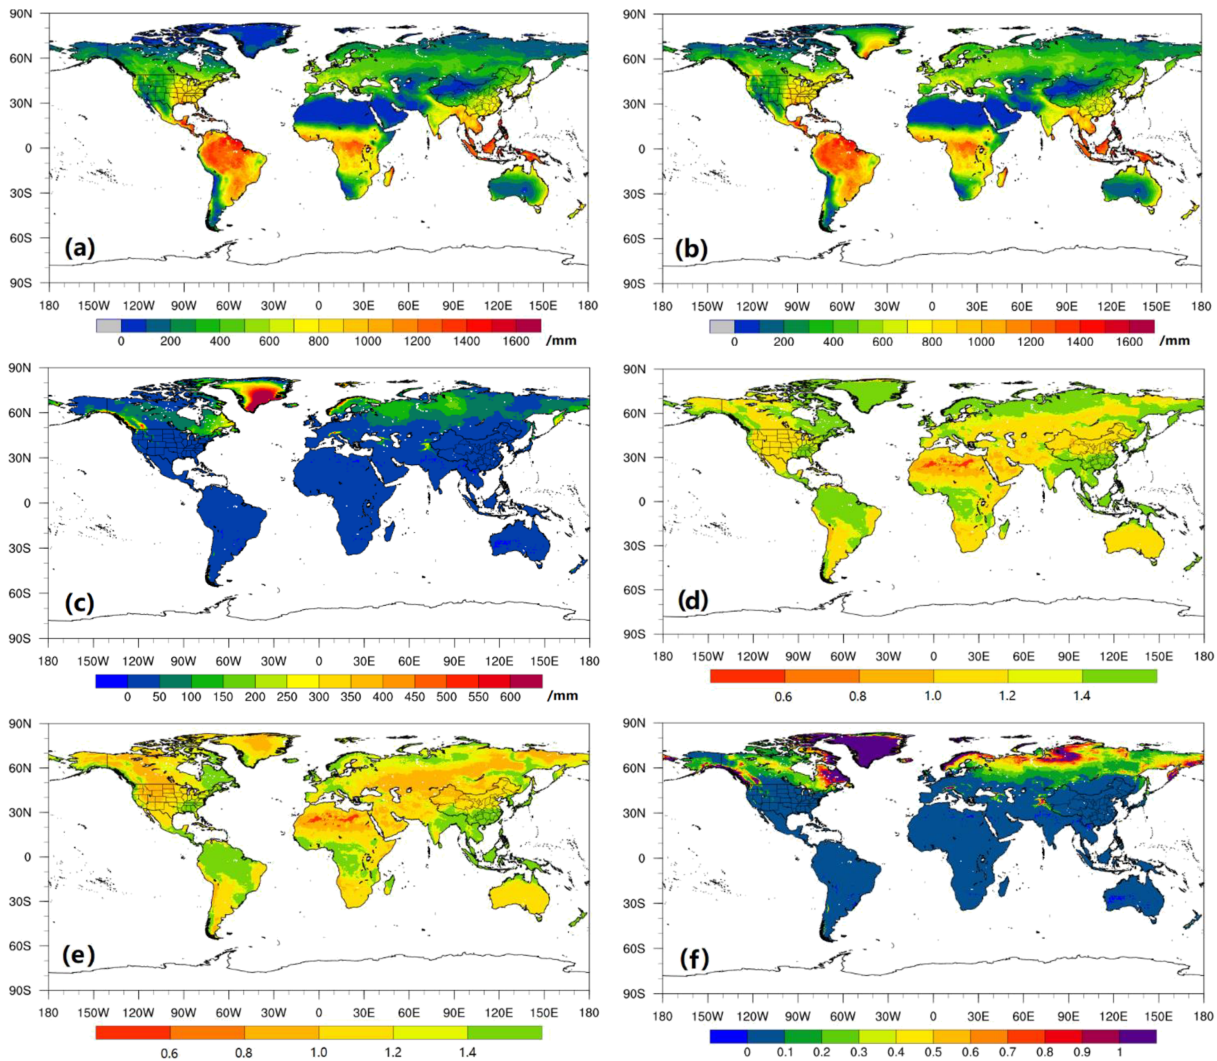 90N 90N
60N 60N
30N 30N
0 0
30S 30S
60S (a) 60S (b)
90S 90S
180 150W 120W 90W 60W 30W 0 30E 60E 90E 120E 150E 180 180 150W 120W 90W 60W 30W 0 30E 60E 90E 120E 150E 180
0 200 400 600 800 1000 1200 1400 1600 /mm 0 200 400 600 800 1000 1200 1400 1600 /mm
90N 90N
60N 60N
30N 30N
0 0
30S 30S
60S (c) 60S (d)
90S 90S
180 150W 120W 90W 60W 30W 0 30E 60E 90E 120E 150E 180 180 150W 120W 90W 60W 30W 0 30E 60E 90E 120E 150E 180
0 50 100 150 200 250 300 350 400 450 500 550 600 /mm 0.6 0.8 1.0 1.2 1.4
90N 90N
60N 60N
30N 30N
0 0
30S 30S
60S (e) 60S (f)
90S 90S
180 150W 120W 90W 60W 30W 0 30E 60E 90E 120E 150E 180 180 150W 120W 90W 60W 30W 0 30E 60E 90E 120E 150E 180
0.6 0.8 1.0 1.2 1.4 0 0.1 0.2 0.3 0.4 0.5 0.6 0.7 0.8 0.9 1